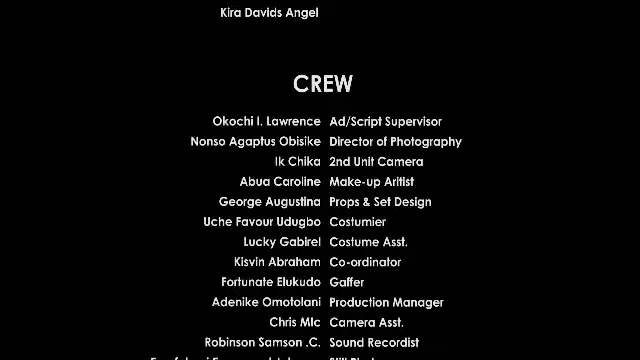 Kira Davids Angel
CREW
Okochi I. Lawrence Ad/Script Supervisor
Nonso Agaptus Obisike Director of Photography
Ik Chika 2nd Unit Camera
Abua Caroline Make-up Aritist
George Augustina Props & Set Design
Uche Favour Udugbo Costumier
Lucky Gabirel Costume Asst.
Kisvin Abraham Co-ordinator
Fortunate Elukudo Gaffer
Adenike Omotolani Production Manager
Chris Mlc Camera Asst.
Robinson Samson .C. Sound Recordist